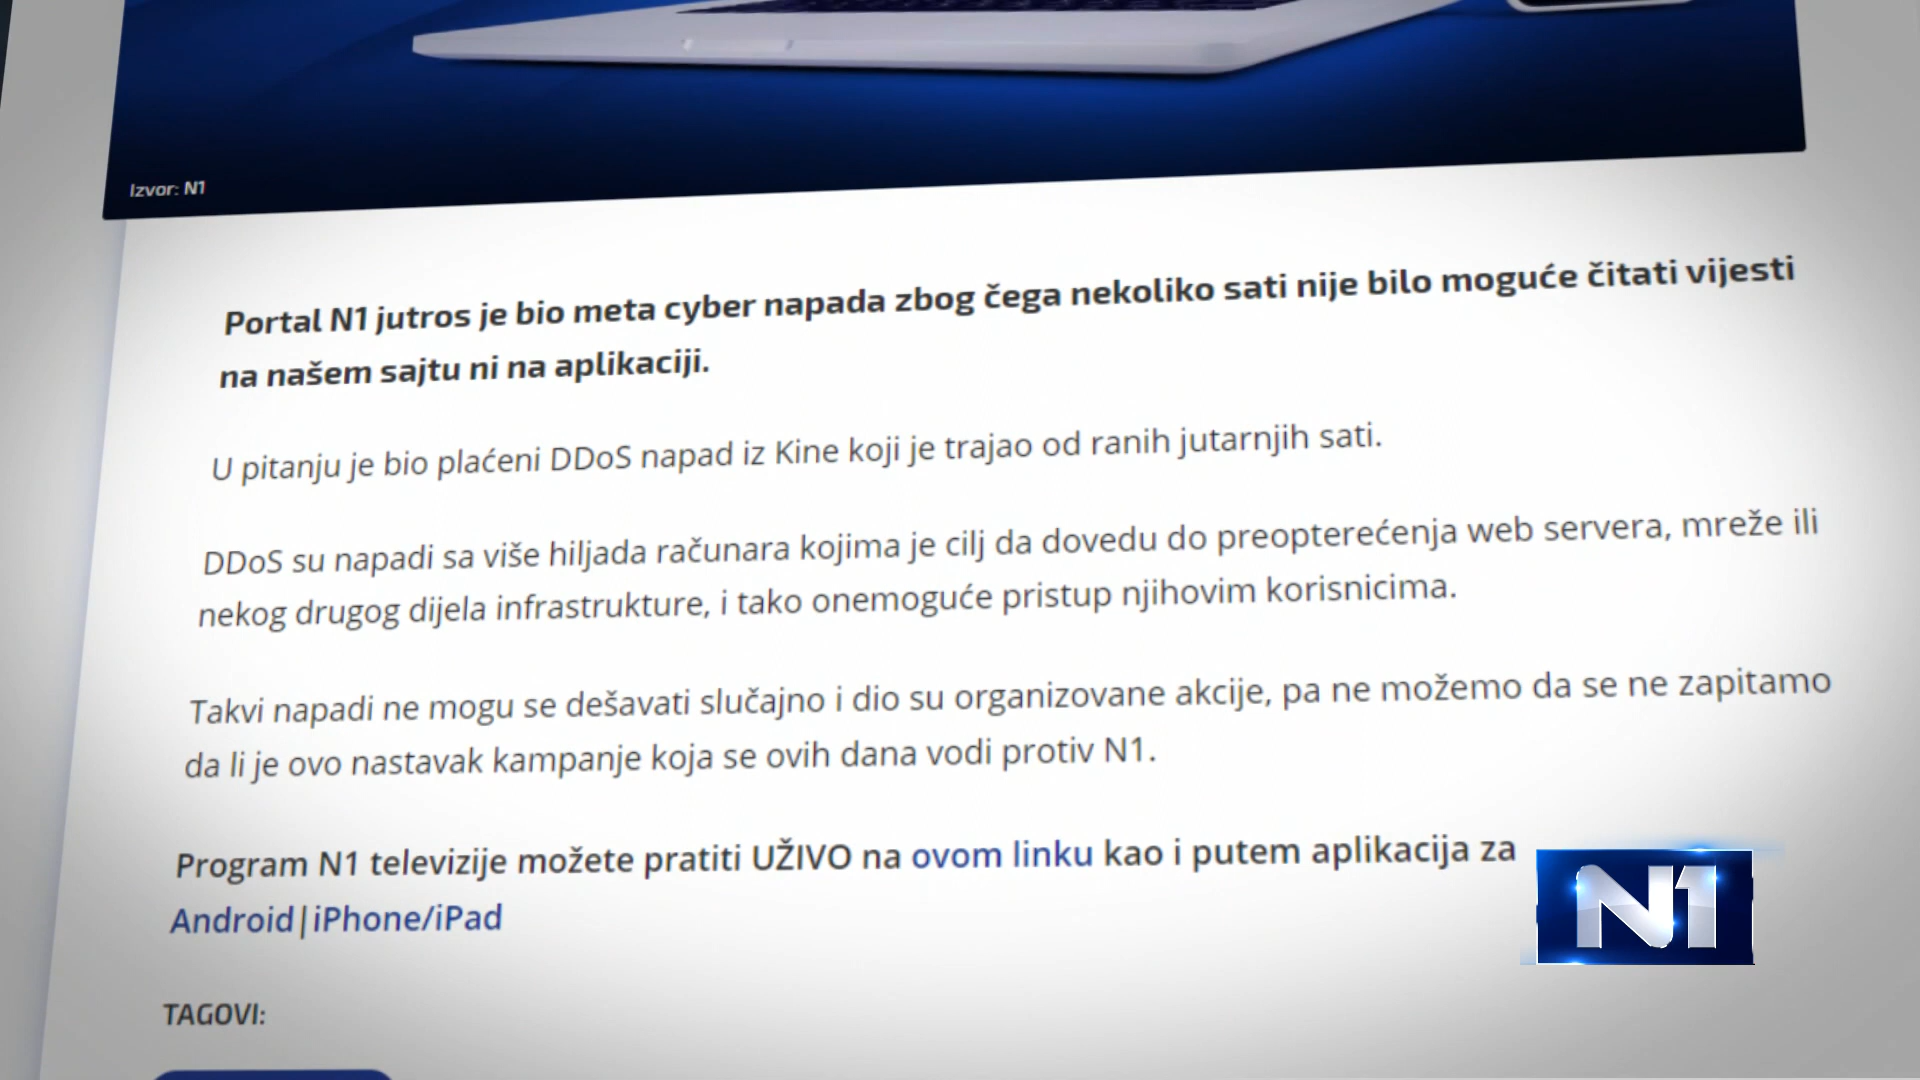 Izvor: N1
Portal N1 jutros je bio meta cyber napada zbog čega nekoliko sati nije bilo moguće čitati vijesti
na našem sajtu ni na aplikaciji.
U pitanju je bio plaćeni DDoS napad iz Kine koji je trajao od ranih jutarnjih sati.
DDoS su napadi sa više hiljada računara kojima je cilj da dovedu do preopterećenja web servera, mreže ili
nekog drugog dijela infrastrukture, i tako onemoguće pristup njihovim korisnicima.
Takvi napadi ne mogu se dešavati slučajno i dio su organizovane akcije, pa ne možemo da se ne zapitamo
da li je ovo nastavak kampanje koja se ovih dana vodi protiv N1.
Program N1 televizije možete pratiti UŽIVO na ovom linku kao i putem aplikacija za
Android|iPhone/iPad
N1
TAGOVI: